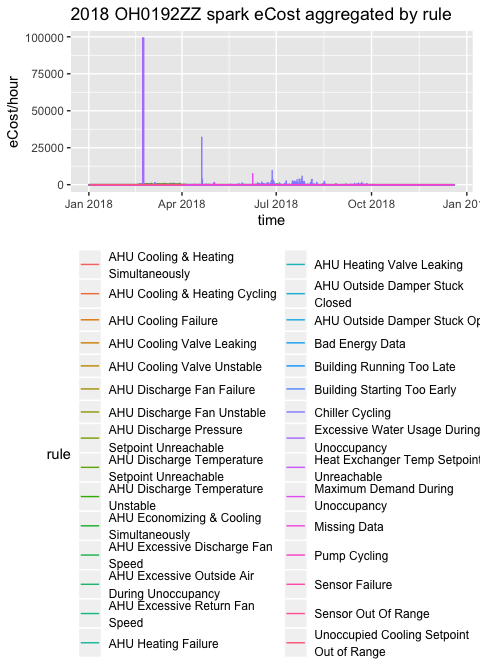 2018 OH0192ZZ spark eCost aggregated by rule
100000
75000
50000
25000
0
eCost/hour
Jan 2018
Apr 2018
Jul 2018
Oct 2018
Jan 201
time
rule
AHU Cooling & Heating
Simultaneously
AHU Cooling & Heating Cycling
AHU Cooling Failure
AHU Cooling Valve Leaking
AHU Cooling Valve Unstable
AHU Discharge Fan Failure
AHU Discharge Fan Unstable
AHU Discharge Pressure
Setpoint Unreachable
AHU Discharge Temperature
Setpoint Unreachable
AHU Discharge Temperature
Unstable
AHU Economizing & Cooling
Simultaneously
AHU Excessive Discharge Fan
Speed
AHU Excessive Outside Air
During Unoccupancy
AHU Excessive Return Fan
Speed
AHU Heating Failure
AHU Heating Valve Leaking
AHU Outside Damper Stuck
Closed
AHU Outside Damper Stuck Op
Bad Energy Data
Building Running Too Late
Building Starting Too Early
Chiller Cycling
Excessive Water Usage During
Unoccupancy
Heat Exchanger Temp Setpoint
Unreachable
Maximum Demand During
Unoccupancy
Missing Data
Pump Cycling
Sensor Failure
Sensor Out Of Range
Unoccupied Cooling Setpoint
Out of Range